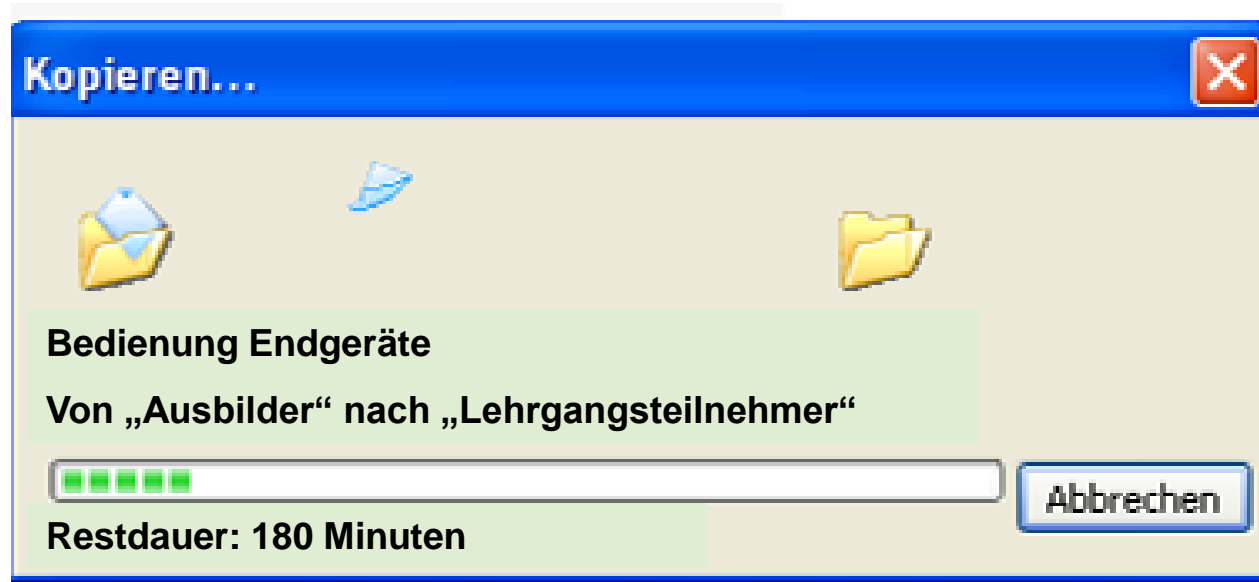 Kopieren...
Bedienung Endgeräte
Von „Ausbilder“ nach „Lehrgangsteilnehmer“
Abbrechen
Restdauer: 180 Minuten